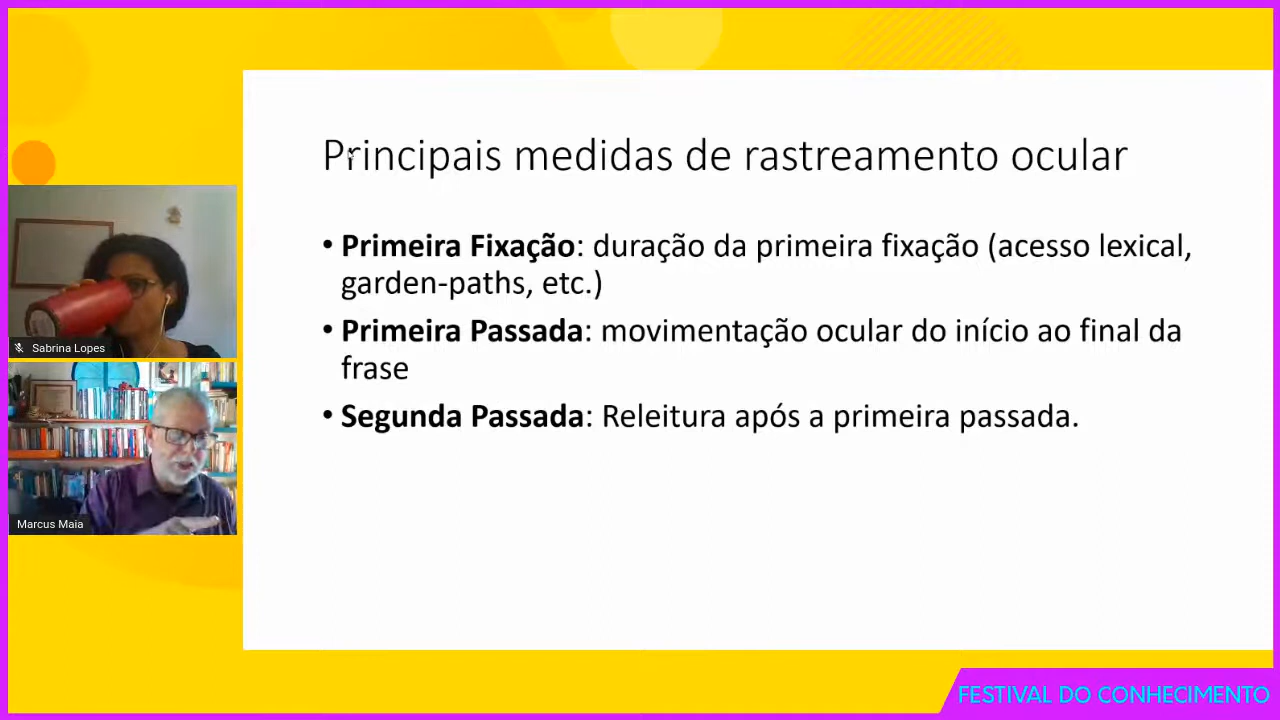 Principais medidas de rastreamento ocular
• Primeira Fixação: duração da primeira fixação (acesso lexical,
garden-paths, etc.)
• Primeira Passada: movimentação ocular do início ao final da
frase
• Segunda Passada: Releitura após a primeira passada.
Sabrina Lopes
Marcus Maia
FESTIVAL DO CONHECIMENTO